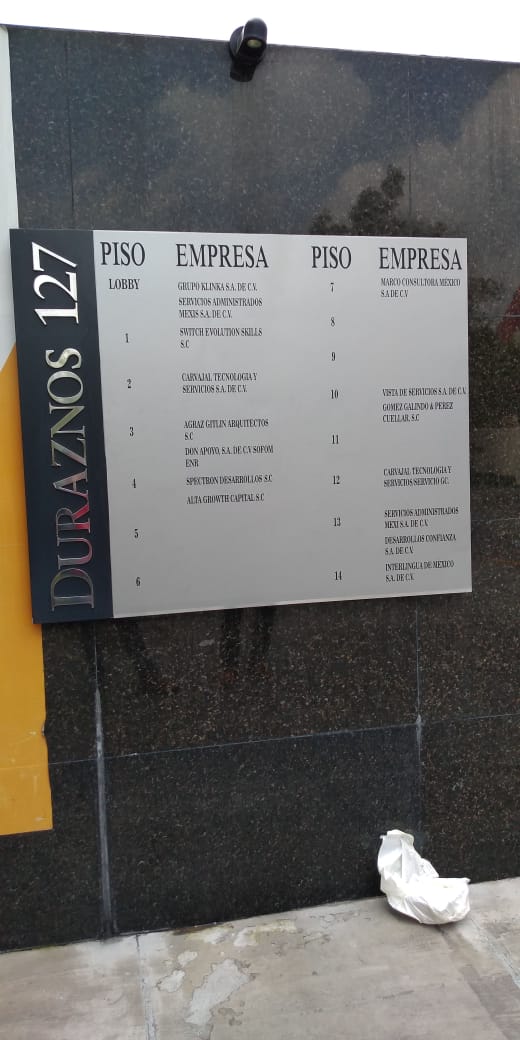 DURAZNOS 127
PISO EMPRESA
LOBBY GRUPO KLINKA S.A. DE C.V.
SERVICIOS ADMINISTRADOS
MEXIS S.A. DE C.V.
1 SWITCH EVOLUTION SKILLS
S.C
2 CARVAJAL TECNOLOGIA Y
SERVICIOS S.A. DE C.V.
3 AGRAZ GITLIN ARQUITECTOS
S.C
DON APOYO, S.A. DE C.V SOFOM
ENR
4 SPECTRON DESARROLLOS S.C
ALTA GROWTH CAPITAL S.C
5
6
PISO EMPRESA
7 MARCO CONSULTORA MEXICO
S.A DE C.V
8
9
10 VISTA DE SERVICIOS S.A. DE C.V.
GOMEZ GALINDO & PEREZ
CUELLAR, S.C
11
12 CARVAJAL TECNOLOGIA Y
SERVICIOS/SERVICIO GC.
13 SERVICIOS ADMINISTRADOS
MEXI S.A. DE C.V.
DESARROLLOS CONFIANZA
S.A. DE C.V.
14 INTERLINGUA DE MEXICO
S.A. DE C.V.